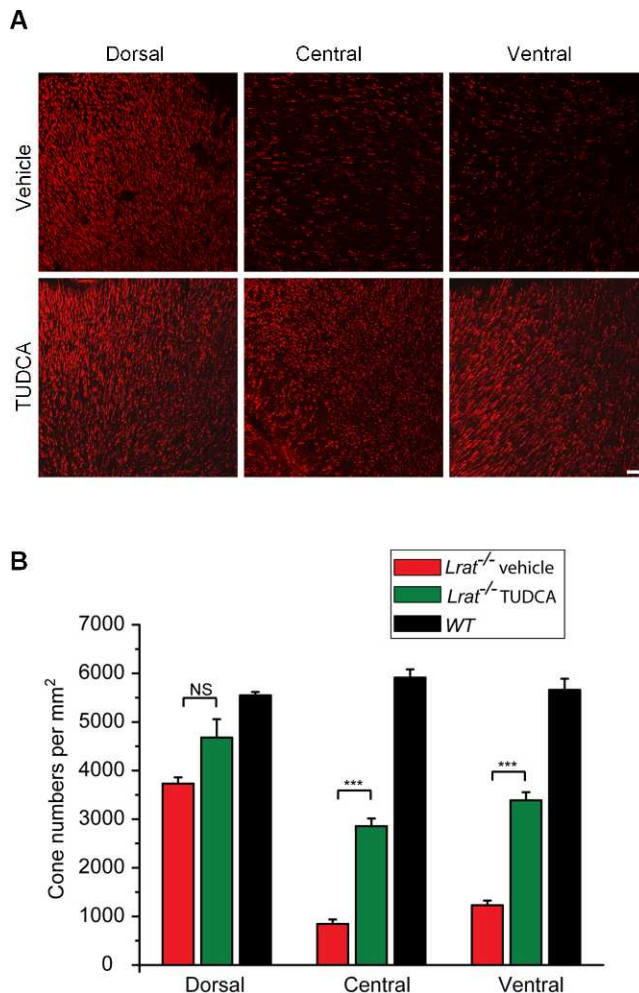 A
Dorsal Central Ventral
Vehicle
TUDCA
B
Lrat-/- vehicle
Lrat-/- TUDCA
WT
Cone numbers per mm2
7000
6000
5000
4000
3000
2000
1000
0
NS
***
***
Dorsal Central Ventral